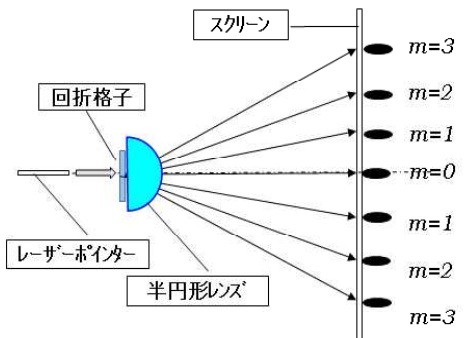 スクリーン
m=3
m=2
回折格子
m=1
m=0
m=1
レーザーポインター
m=2
半円形レンズ
m=3